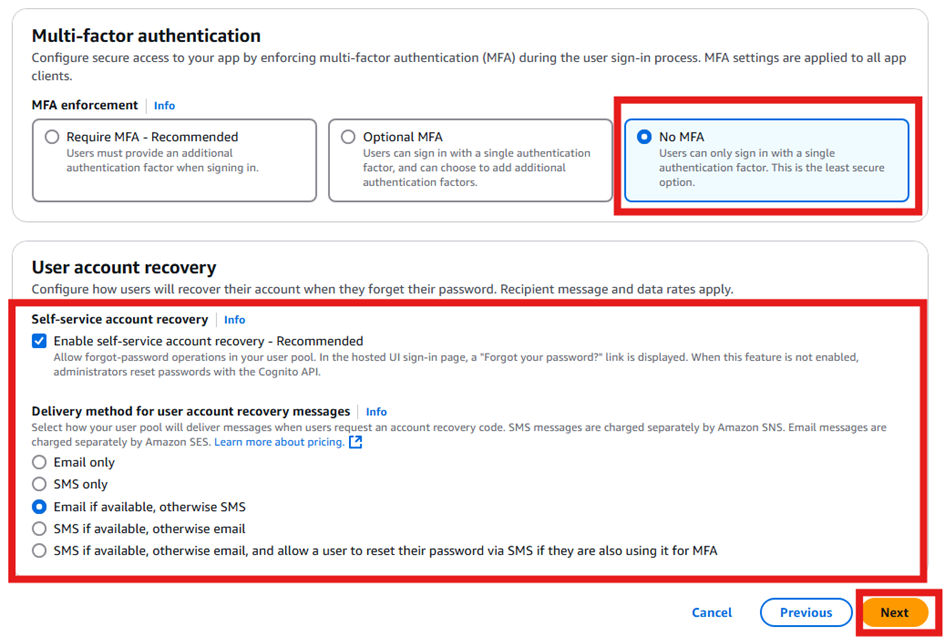 Multi-factor authentication
Configure secure access to your app by enforcing multi-factor authentication (MFA) during the user sign-in process. MFA settings are applied to all app
clients.
MFA enforcement Info
Require MFA - Recommended
Users must provide an additional
authentication factor when signing in.
Optional MFA
Users can sign in with a single authentication
factor, and can choose to add additional
authentication factors.
No MFA
Users can only sign in with a single
authentication factor. This is the least secure
option.
User account recovery
Configure how users will recover their account when they forget their password. Recipient message and data rates apply.
Self-service account recovery Info
Enable self-service account recovery - Recommended
Allow forgot-password operations in your user pool. In the hosted UI sign-in page, a "Forgot your password?" link is displayed. When this feature is not enabled,
administrators reset passwords with the Cognito API.
Delivery method for user account recovery messages Info
Select how your user pool will deliver messages when users request an account recovery code. SMS messages are charged separately by Amazon SNS. Email messages are
charged separately by Amazon SES. Learn more about pricing.
Email only
SMS only
Email if available, otherwise SMS
SMS if available, otherwise email
SMS if available, otherwise email, and allow a user to reset their password via SMS if they are also using it for MFA
Cancel Previous Next